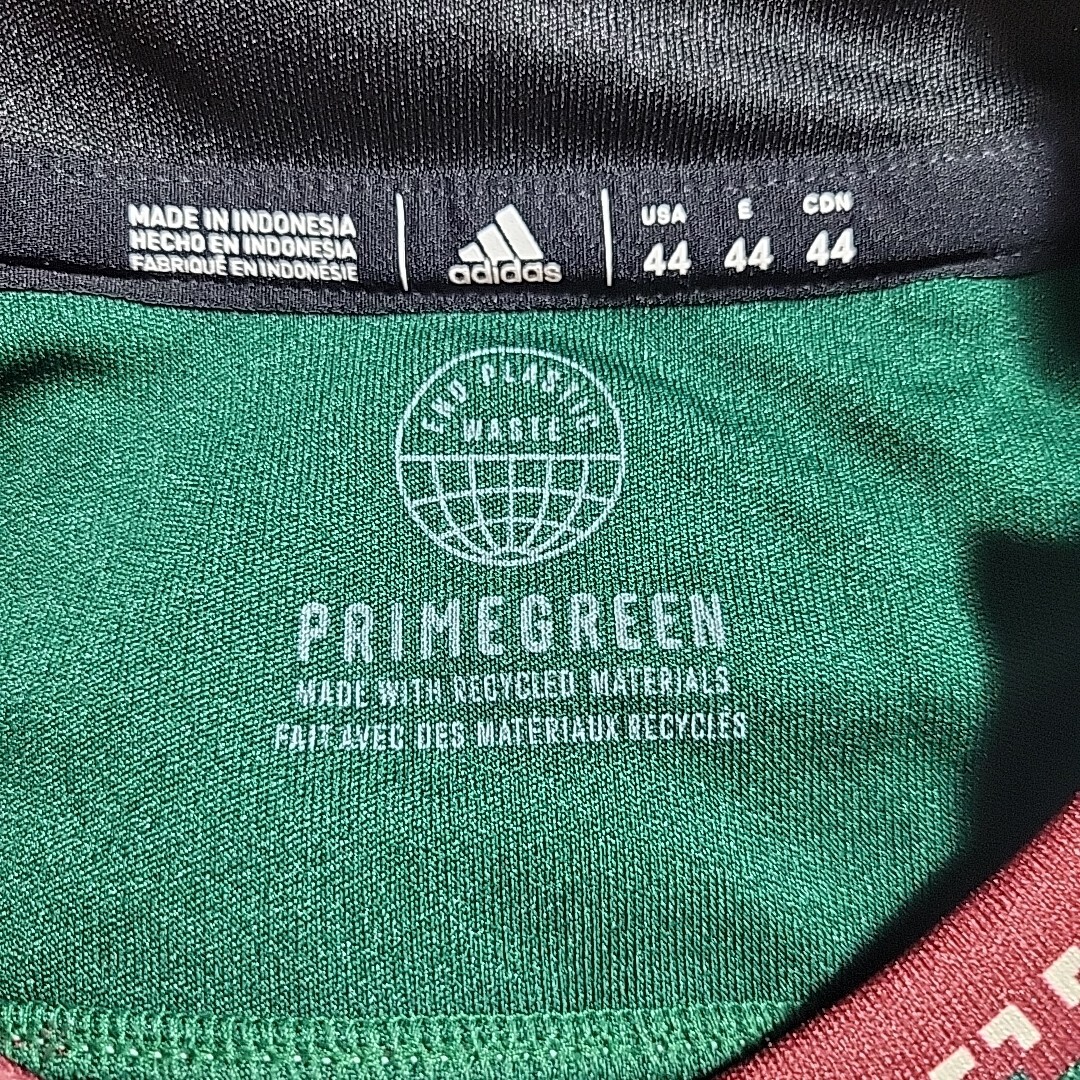 MADE IN INDONESIA
HECHO EN INDONESIA
FABRIQUÉ EN INDONESIE
adidas
USA E CDN
44 44 44
END PLASTIC
WASTE
PRIMEGREEN
MADE WITH RECYCLED MATERIALS
FAIT AVEC DES MATÉRIAUX RECYCLÉS